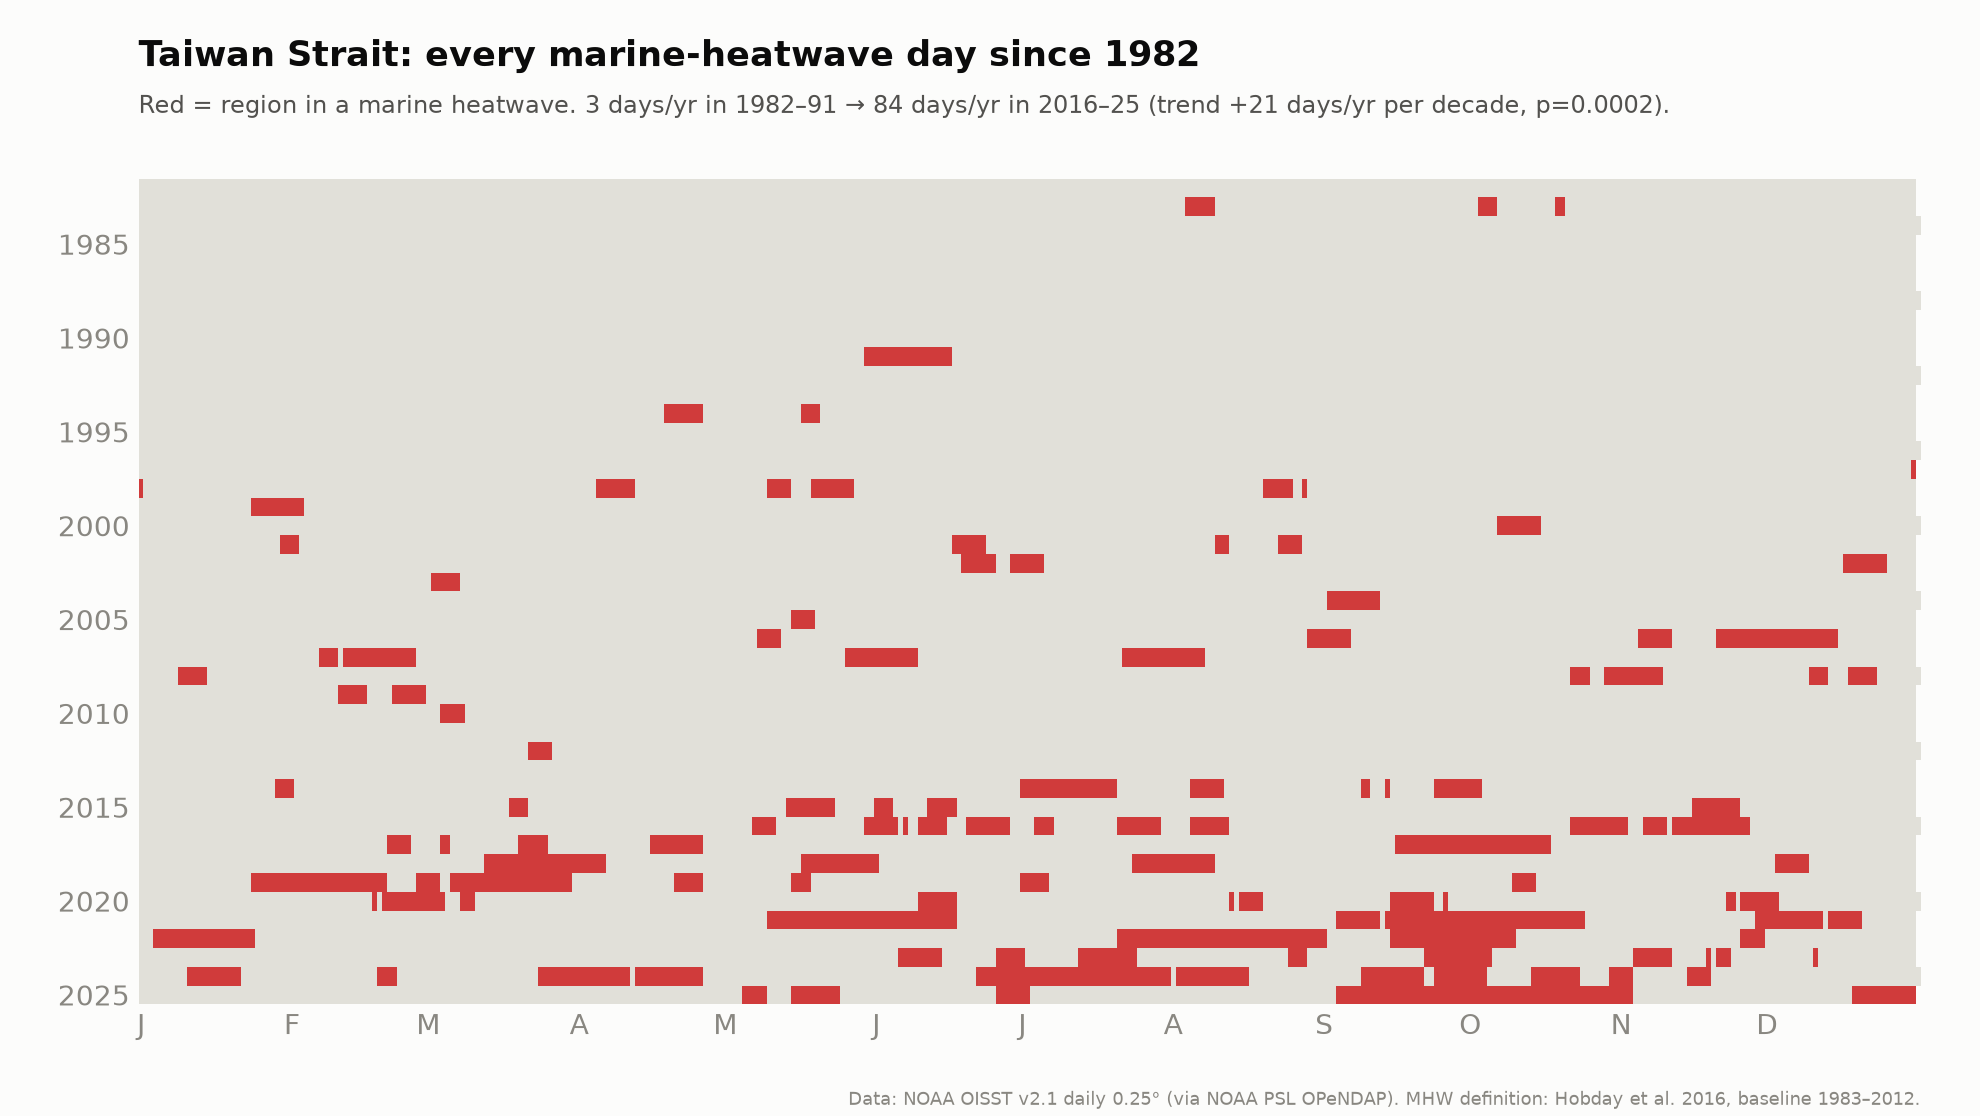 Taiwan Strait: every marine-heatwave day since 1982
Red = region in a marine heatwave. 3 days/yr in 1982–91 → 84 days/yr in 2016–25 (trend +21 days/yr per decade, p=0.0002).
1985
1990
1995
2000
2005
2010
2015
2020
2025
J F M A M J J A S O N D
Data: NOAA OISST v2.1 daily 0.25° (via NOAA PSL OPeNDAP). MHW definition: Hobday et al. 2016, baseline 1983–2012.